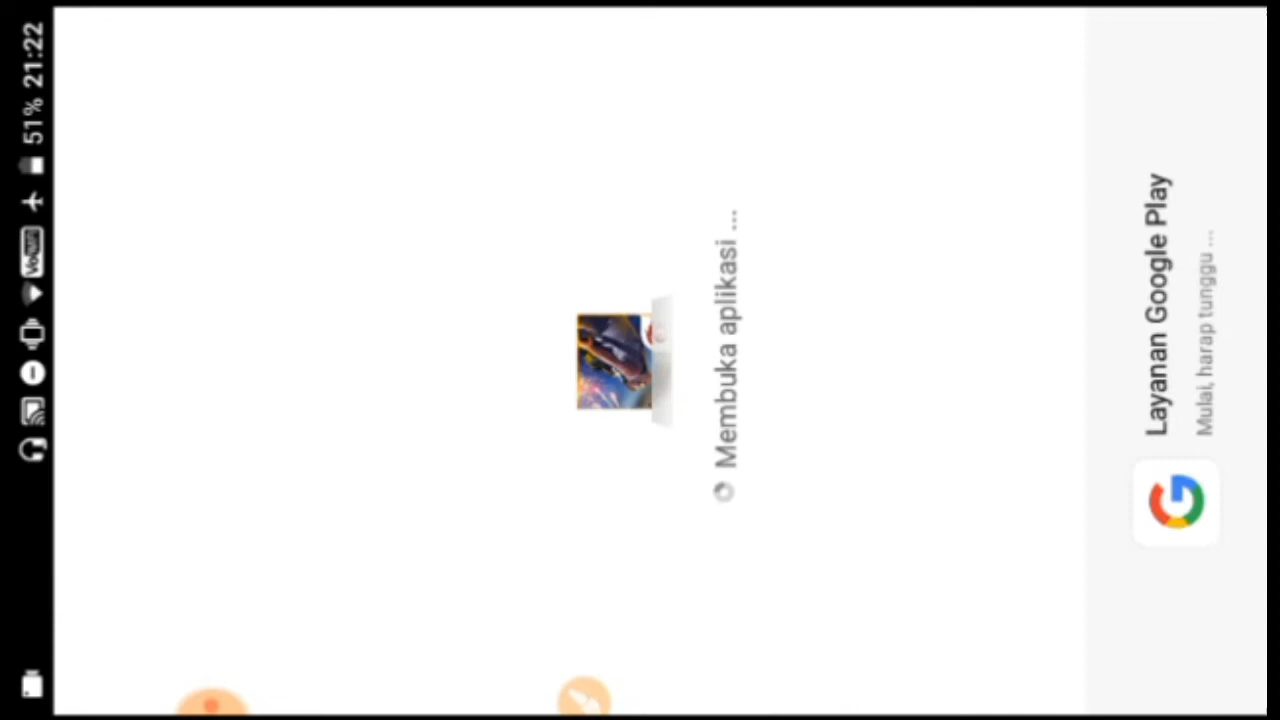 51% 21:22
Membuka aplikasi ...
Layanan Google Play
Mulai, harap tunggu ...